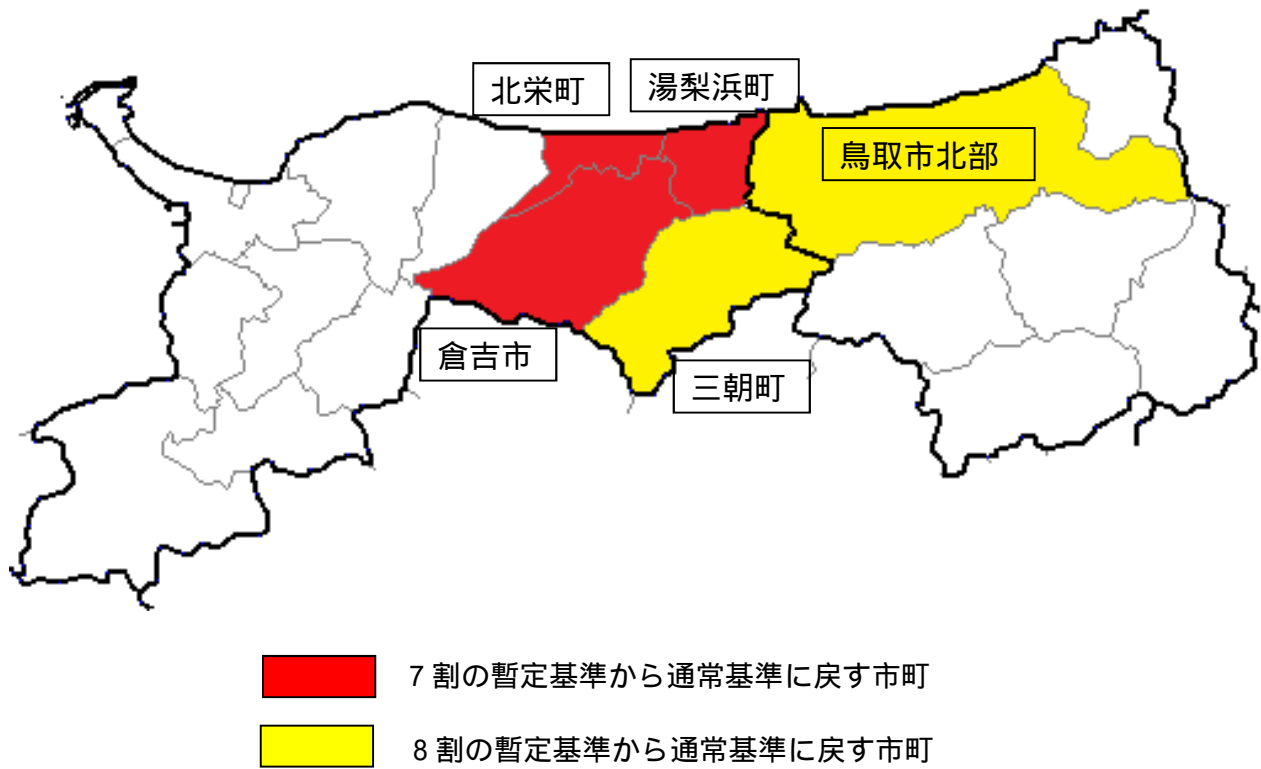 北栄町
湯梨浜町
鳥取市北部
倉吉市
三朝町
7割の暫定基準から通常基準に戻す市町
8割の暫定基準から通常基準に戻す市町